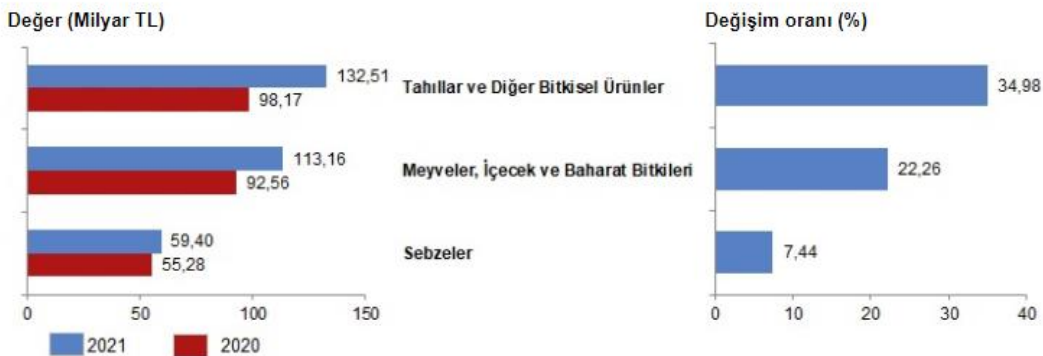 Değer (Milyar TL)
Değişim oranı (%)
132,51
98,17
Tahıllar ve Diğer Bitkisel Ürünler
34,98
113,16
92,56
Meyveler, İçecek ve Baharat Bitkileri
22,26
59,40
55,28
Sebzeler
7,44
0 50 100 150
0 10 20 30 40
2021 2020